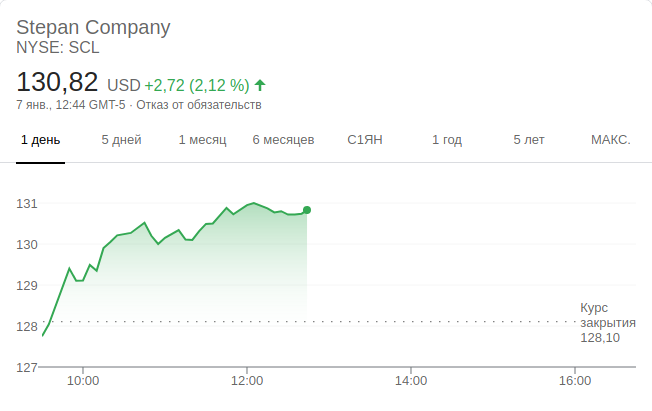 Stepan Company
NYSE: SCL
130,82 USD +2,72 (2,12 %)
7 янв., 12:44 GMT-5 · Отказ от обязательств
1 день 5 дней 1 месяц 6 месяцев С1ЯН 1 год 5 лет МАКС.
131
130
129
128
127
Курс
закрытия
128,10
10:00 12:00 14:00 16:00